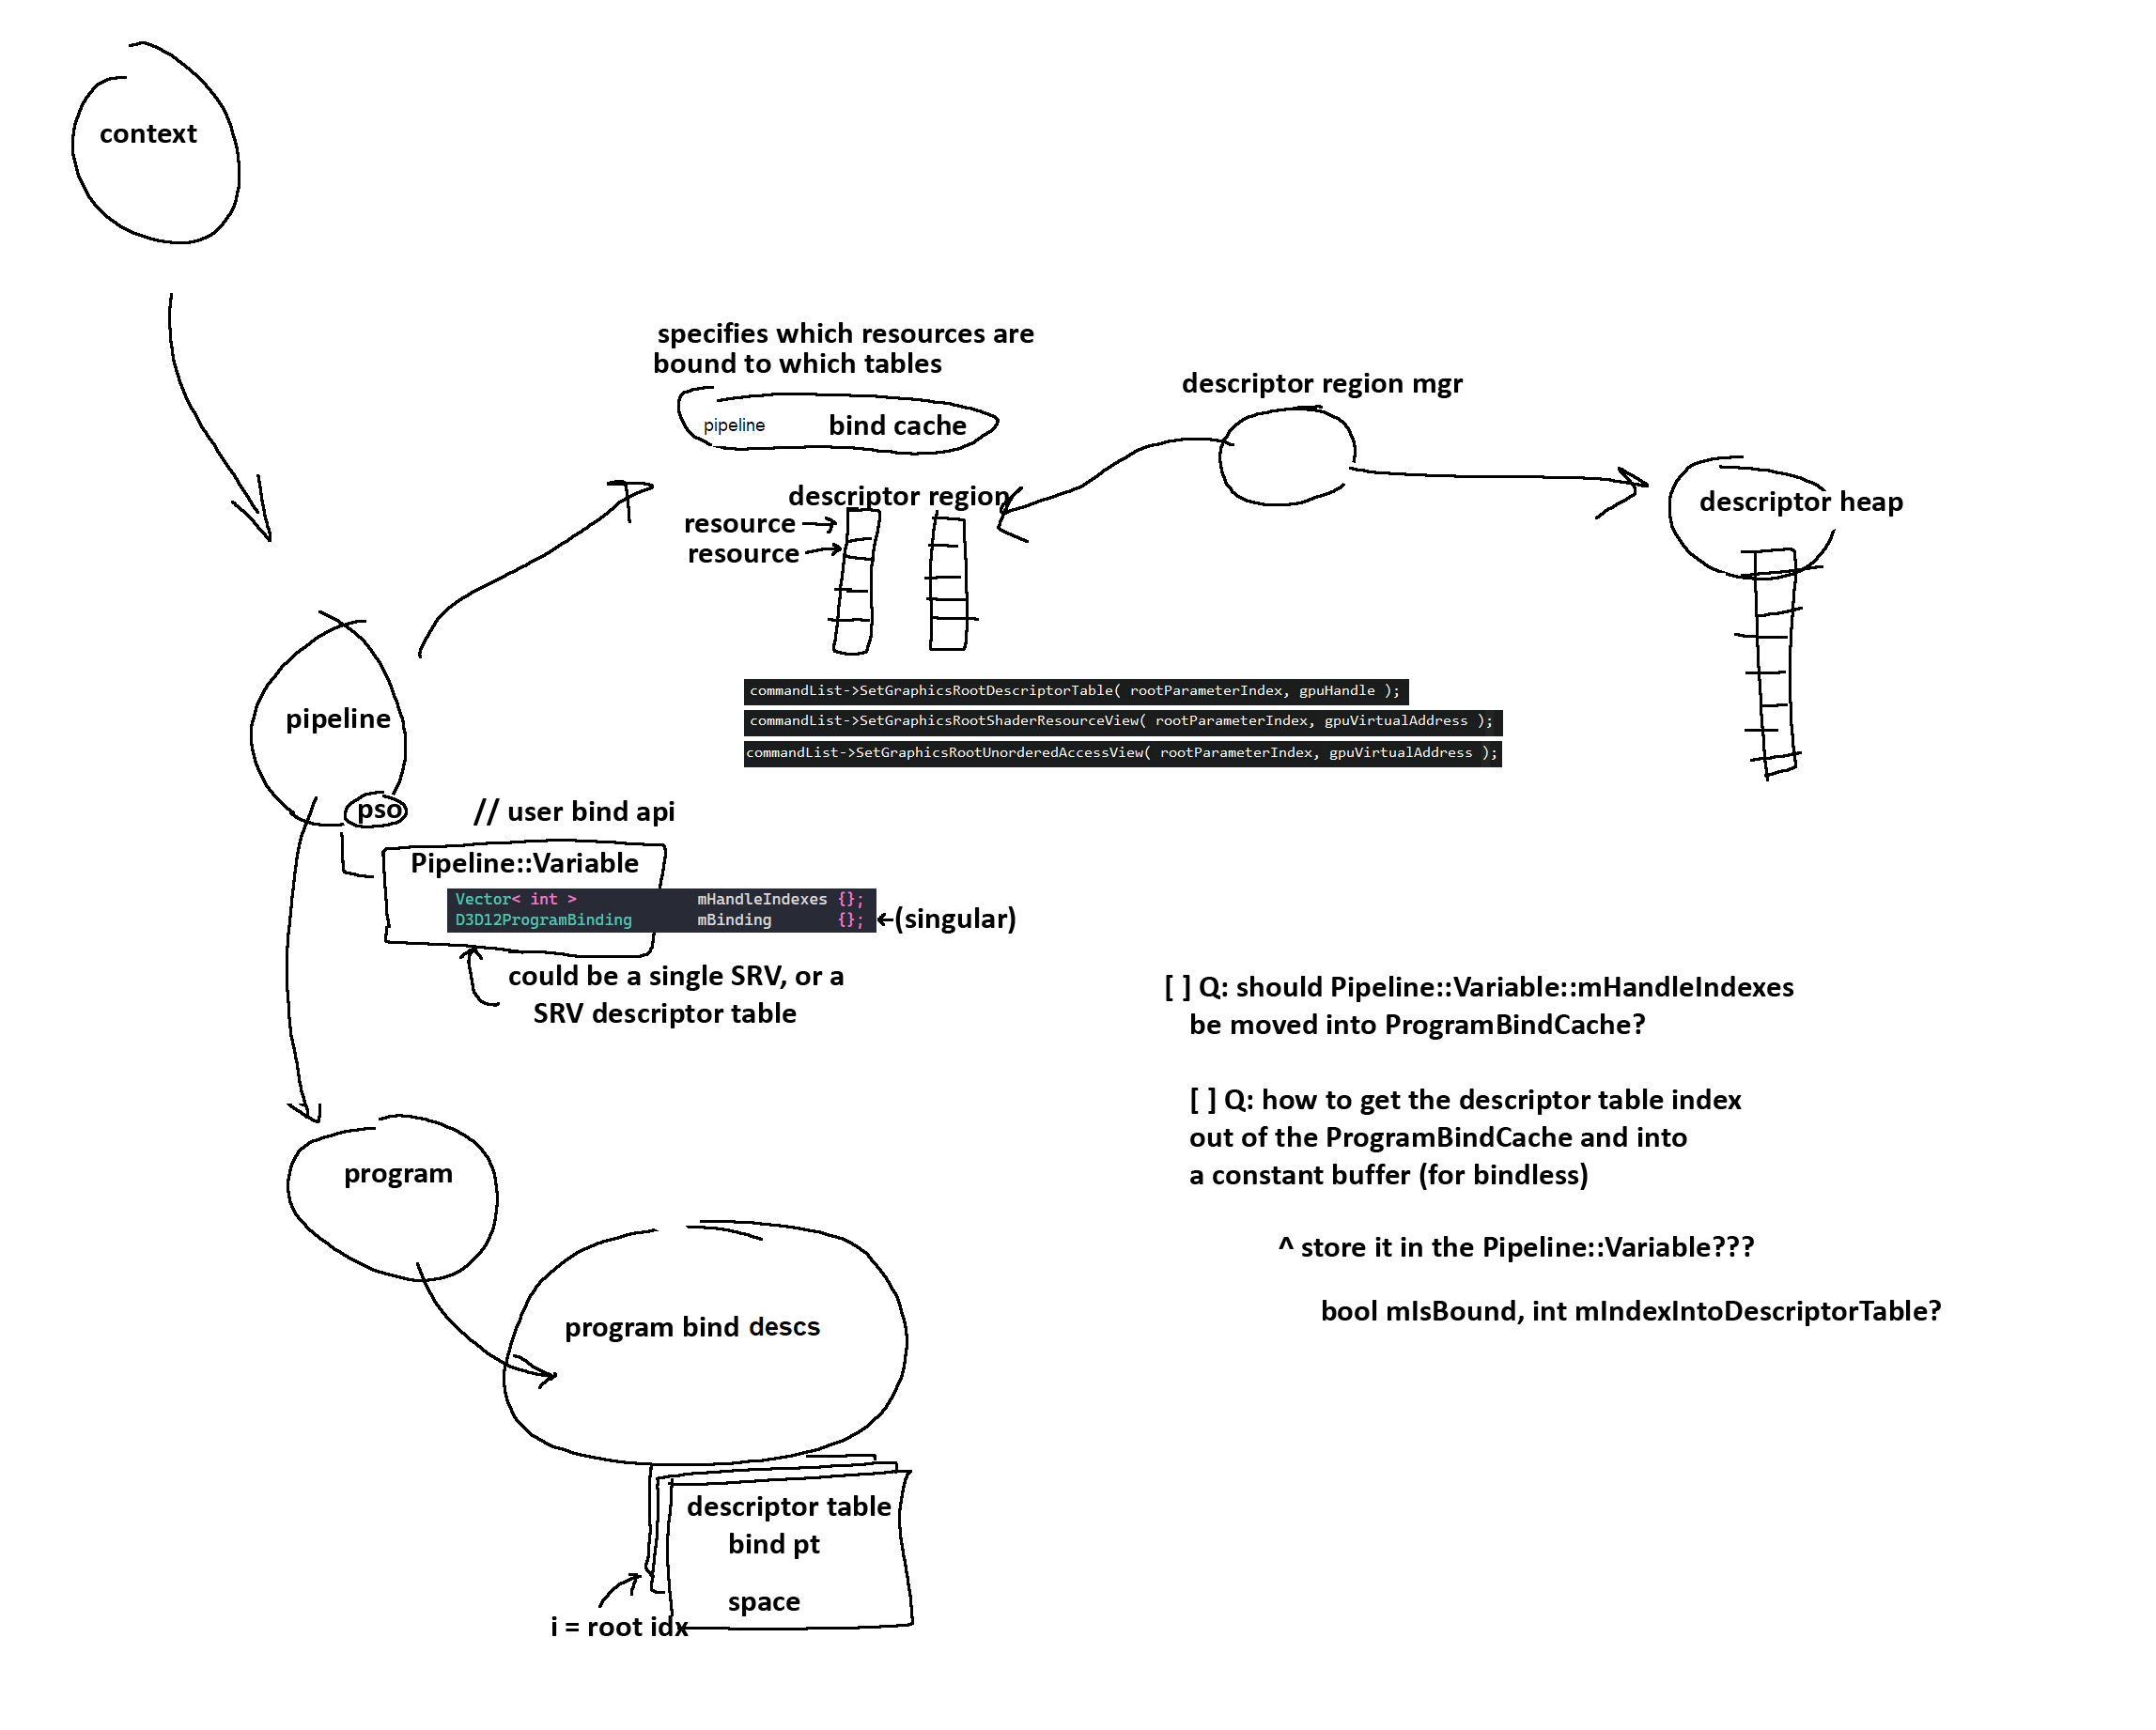 context
specifies which resources are
bound to which tables
pipeline bind cache
descriptor region mgr
descriptor heap
descriptor region
resource
resource
commandList->SetGraphicsRootDescriptorTable( rootParameterIndex, gpuHandle );
commandList->SetGraphicsRootShaderResourceView( rootParameterIndex, gpuVirtualAddress );
commandList->SetGraphicsRootUnorderedAccessView( rootParameterIndex, gpuVirtualAddress );
pipeline
pso
// user bind api
Pipeline::Variable
Vector< int > mHandleIndexes {};
D3D12ProgramBinding mBinding {};
(singular)
could be a single SRV, or a
SRV descriptor table
[ ] Q: should Pipeline::Variable::mHandleIndexes
be moved into ProgramBindCache?
[ ] Q: how to get the descriptor table index
out of the ProgramBindCache and into
a constant buffer (for bindless)
^ store it in the Pipeline::Variable???
bool mIsBound, int mIndexIntoDescriptorTable?
program
program bind descs
descriptor table
bind pt
space
i = root idx